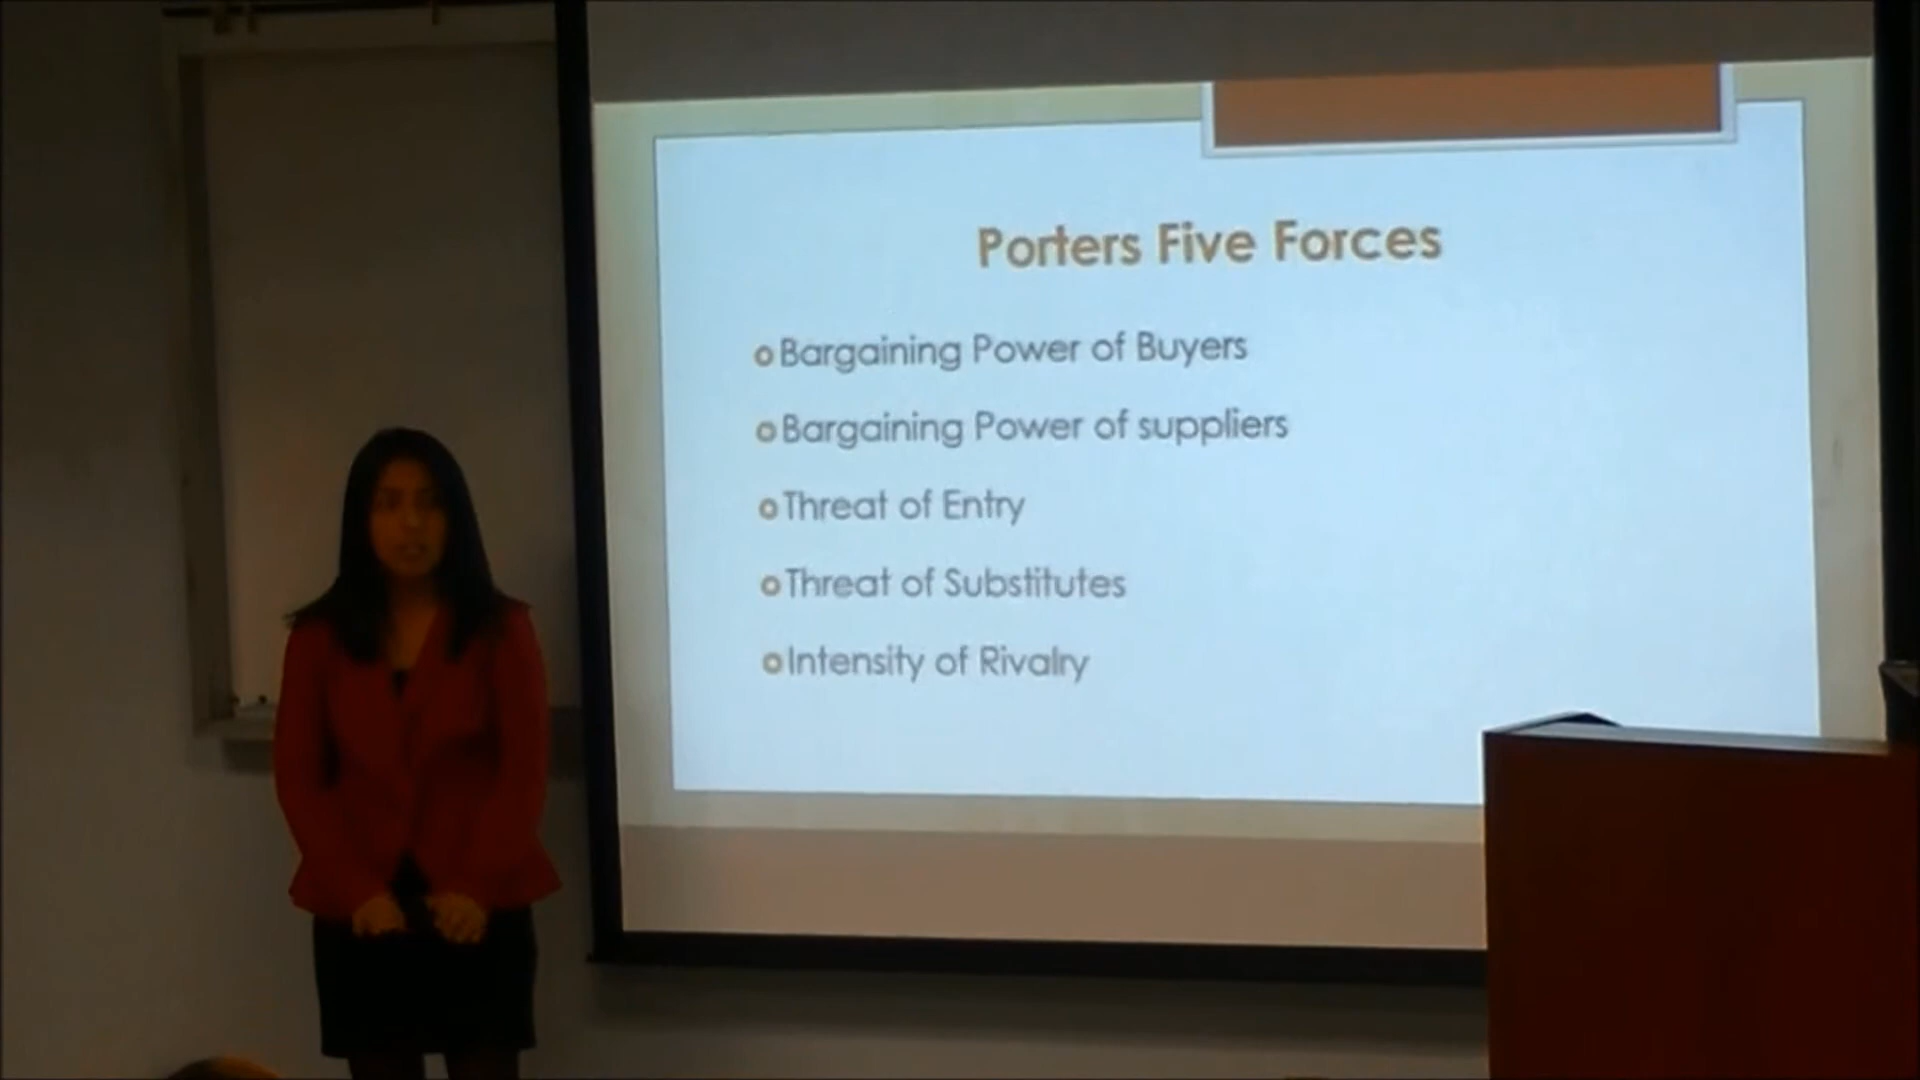 Porters Five Forces
Bargaining Power of Buyers
Bargaining Power of suppliers
Threat of Entry
Threat of Substitutes
Intensity of Rivalry